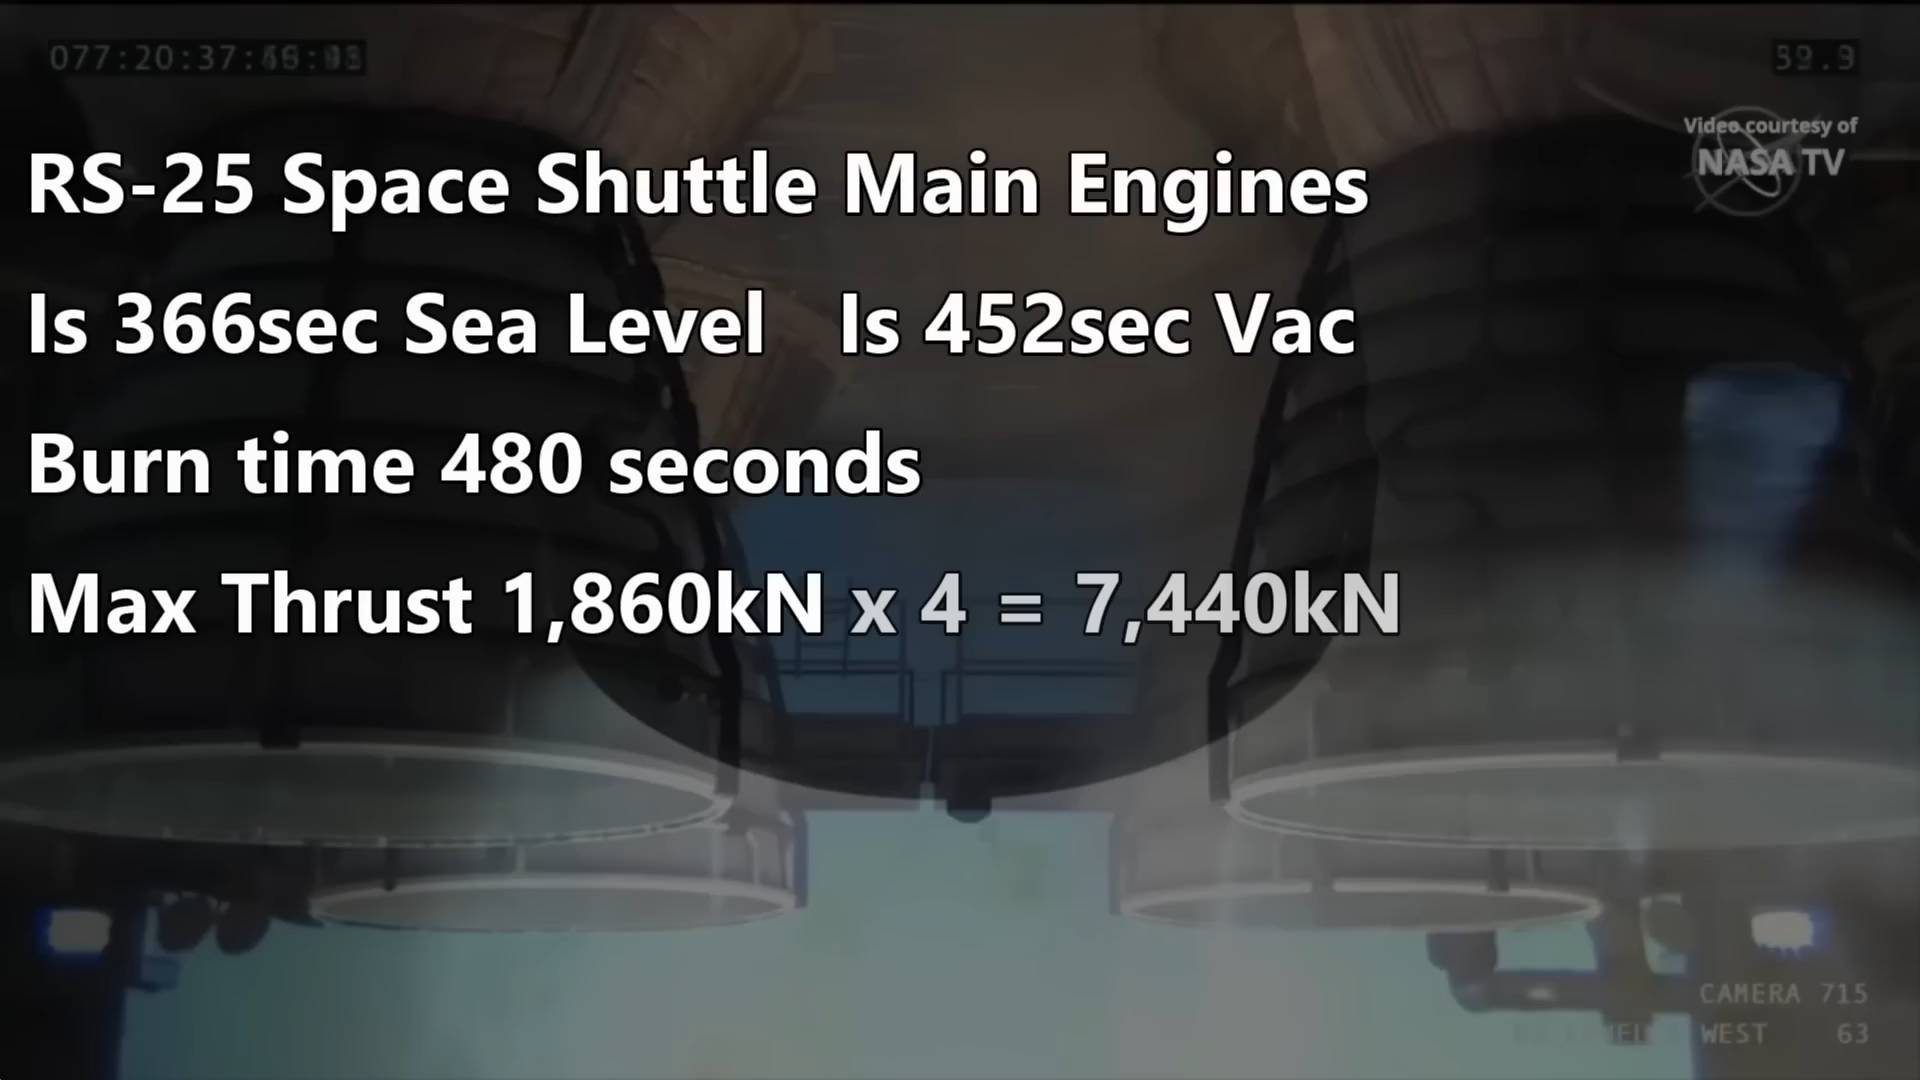 Video courtesy of
NASA TV
RS-25 Space Shuttle Main Engines
Is 366sec Sea Level Is 452sec Vac
Burn time 480 seconds
Max Thrust 1,860kN x 4 = 7,440kN
CAMERA 715
WEST 63